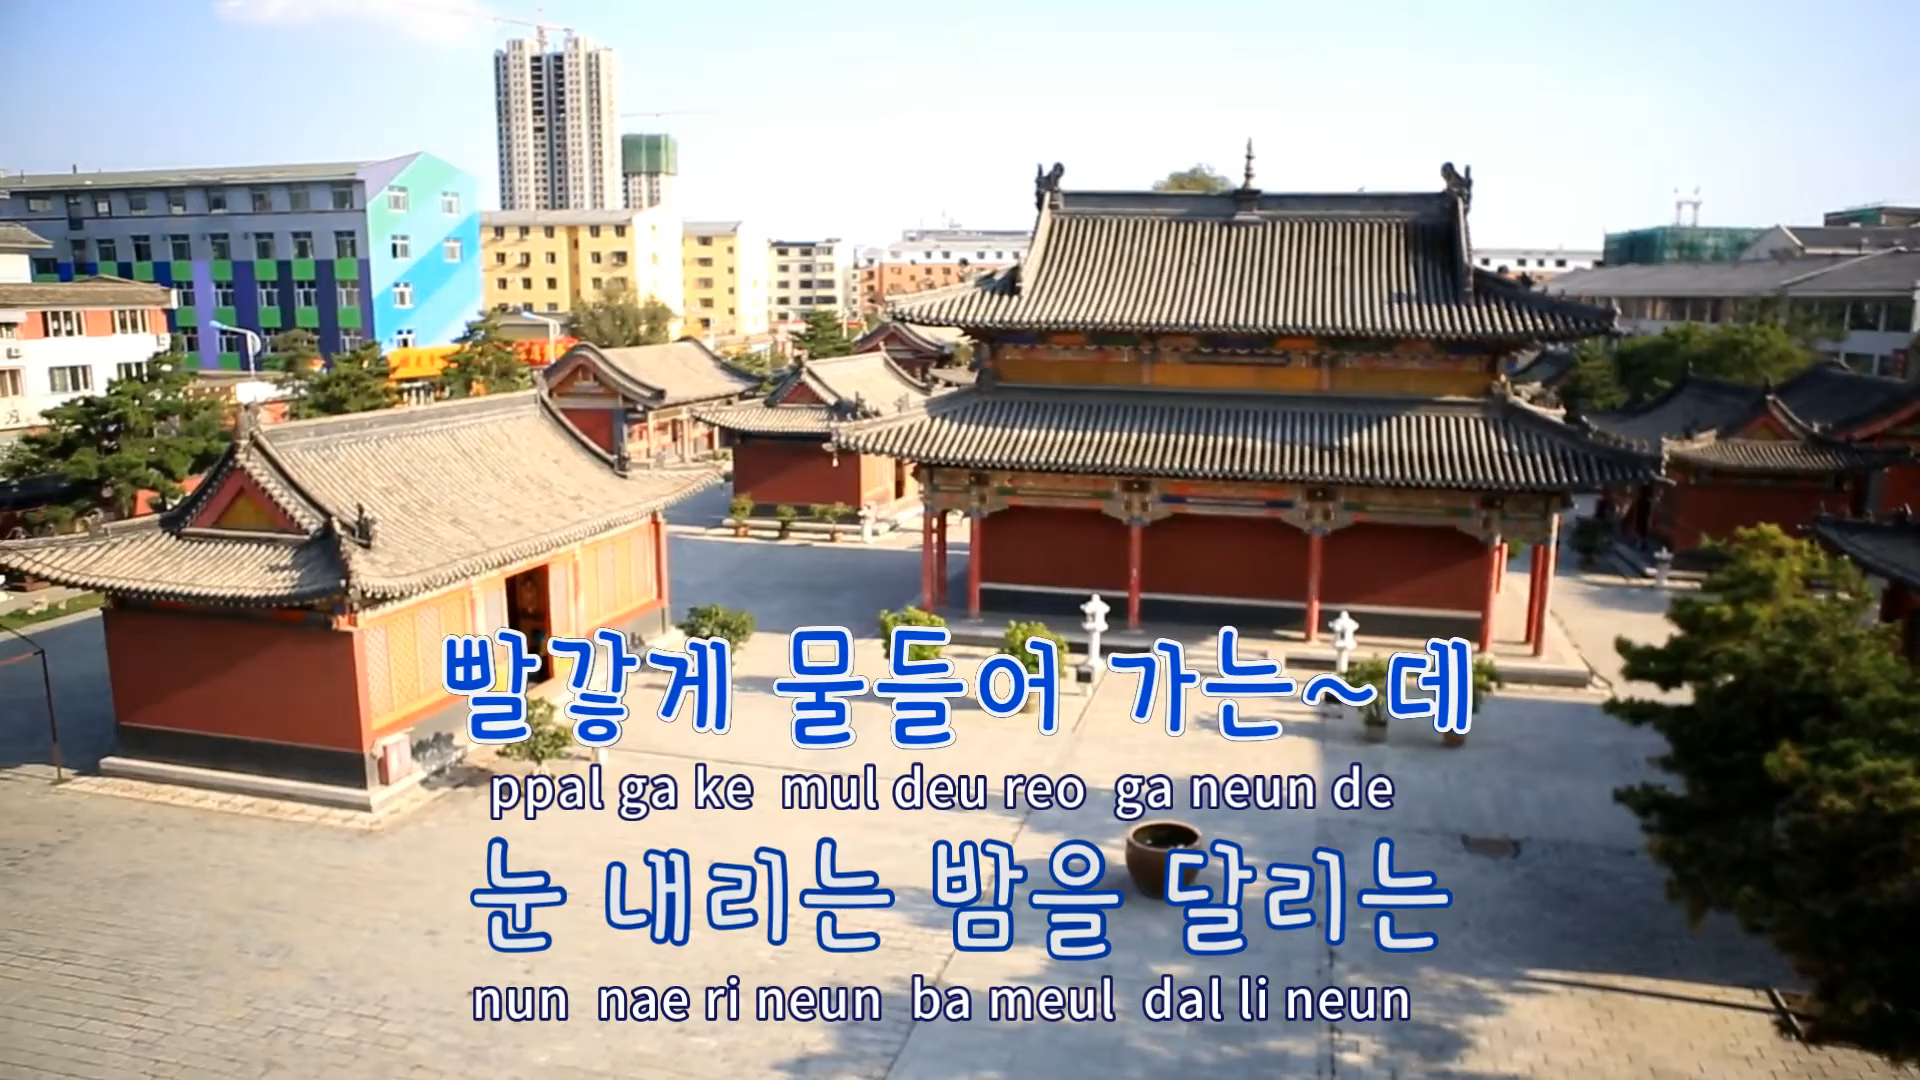 빨갛게 물들어 가는~데
ppal ga ke mul deu reo ga neun de
눈 내리는 밤을 달리는
nun nae ri neun ba meul dal li neun